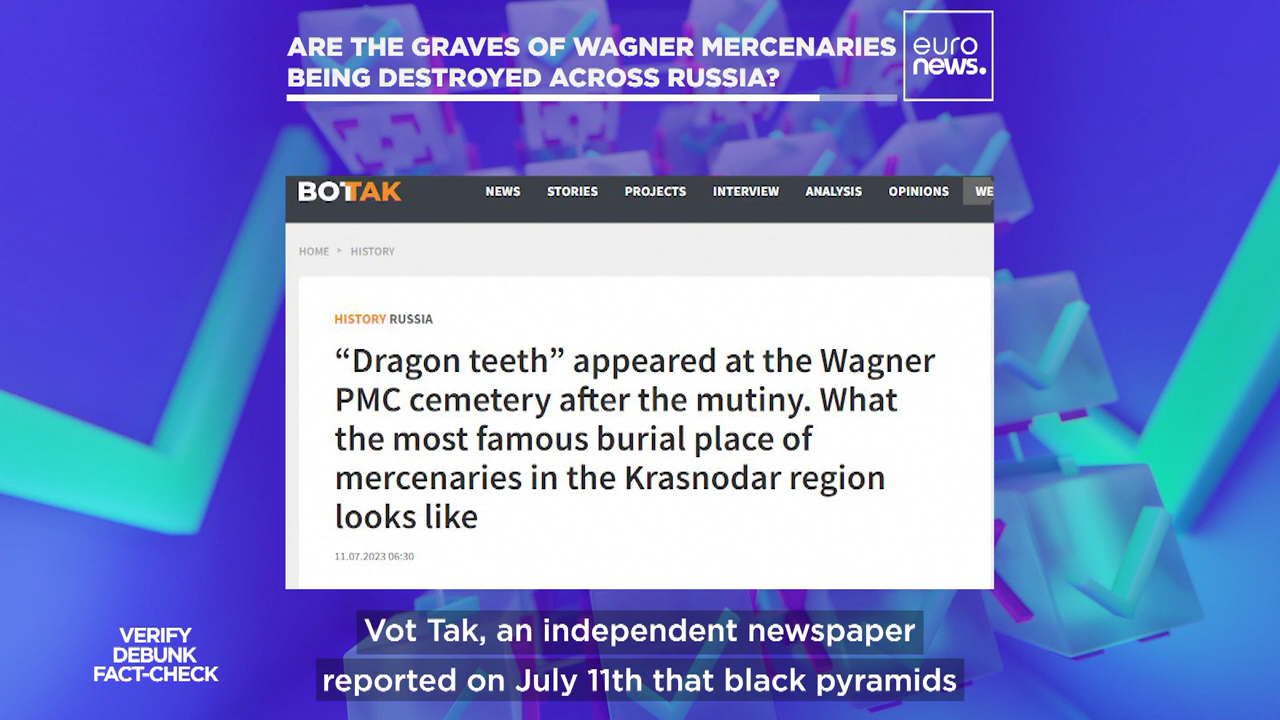 ARE THE GRAVES OF WAGNER MERCENARIES
BEING DESTROYED ACROSS RUSSIA?
euro
news.
ВОТТАК
NEWS STORIES PROJECTS INTERVIEW ANALYSIS OPINIONS WE
HOME ▸ HISTORY
HISTORY RUSSIA
“Dragon teeth” appeared at the Wagner
PMC cemetery after the mutiny. What
the most famous burial place of
mercenaries in the Krasnodar region
looks like
11.07.2023 06:30
Vot Tak, an independent newspaper
reported on July 11th that black pyramids
VERIFY
DEBUNK
FACT-CHECK